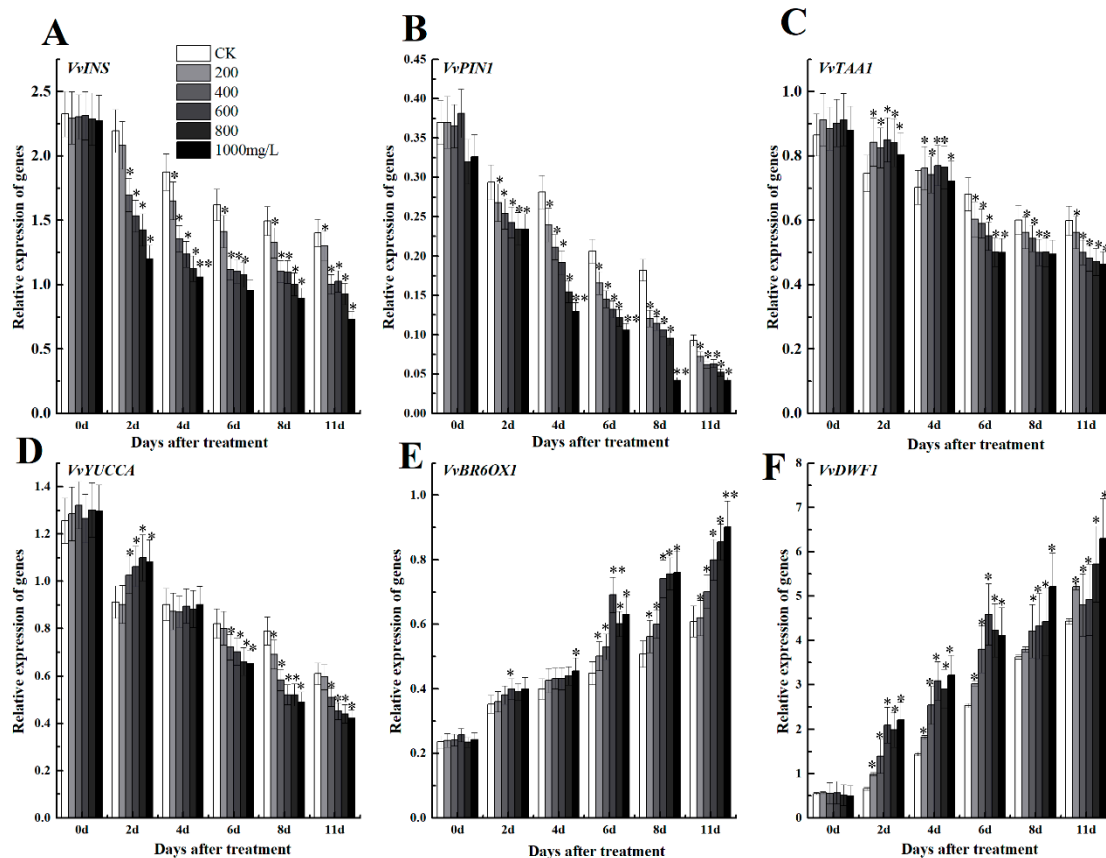 A
VvINS
CK
200
400
600
800
1000mg/L
Relative expression of genes
2.5
2.0
1.5
1.0
0.5
0.0
0d 2d 4d 6d 8d 11d
Days after treatment
B
VvPIN1
Relative expression of genes
0.45
0.40
0.35
0.30
0.25
0.20
0.15
0.10
0.05
0.00
0d 2d 4d 6d 8d 11d
Days after treatment
C
VvTAA1
Relative expression of genes
1.0
0.8
0.6
0.4
0.2
0.0
0d 2d 4d 6d 8d 11d
Days after treatment
D
VvYUCCA
Relative expression of genes
1.4
1.2
1.0
0.8
0.6
0.4
0.2
0.0
0d 2d 4d 6d 8d 11d
Days after treatment
E
VvBR6OX1
Relative expression of genes
1.0
0.8
0.6
0.4
0.2
0.0
0d 2d 4d 6d 8d 11d
Days after treatment
F
VvDWF1
Relative expression of genes
8
7
6
5
4
3
2
1
0
0d 2d 4d 6d 8d 11d
Days after treatment